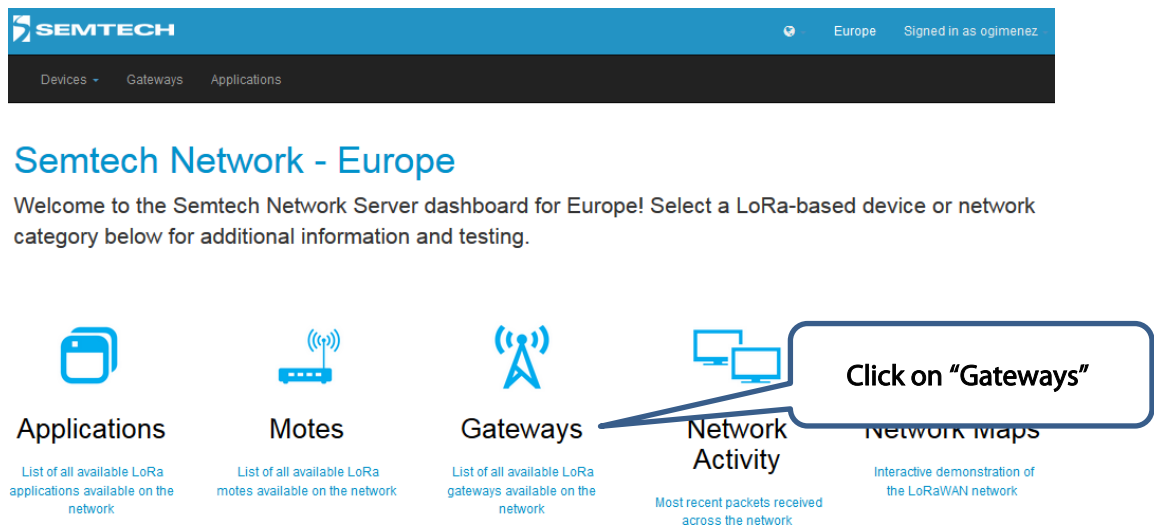 SEMTECH
Europe
Signed in as ogimenez
Devices
Gateways
Applications
Semtech Network - Europe
Welcome to the Semtech Network Server dashboard for Europe! Select a LoRa-based device or network
category below for additional information and testing.
Click on “Gateways”
Applications
List of all available LoRa
applications available on the
network
Motes
List of all available LoRa
motes available on the network
Gateways
List of all available LoRa
gateways available on the
network
Network
Activity
Most recent packets received
across the network
Network Maps
Interactive demonstration of
the LoRaWAN network